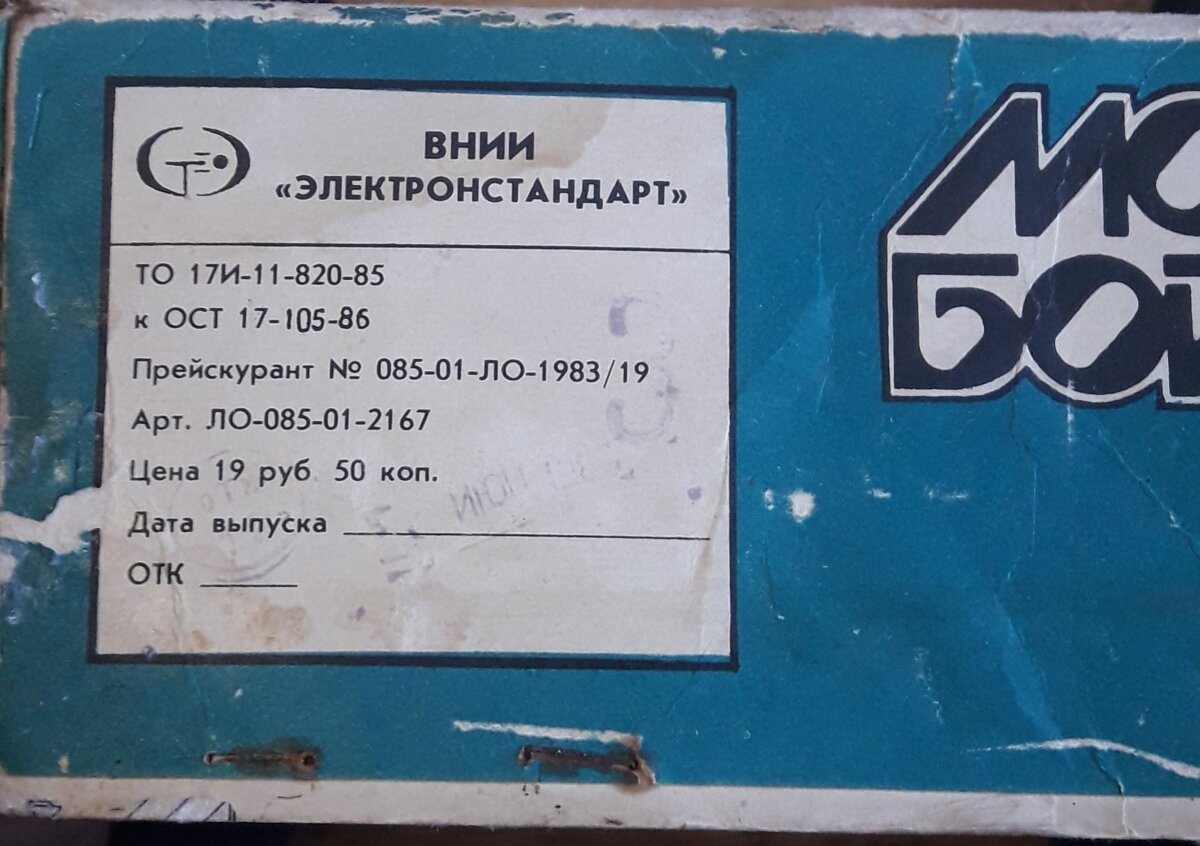 ВНИИ
«ЭЛЕКТРОНСТАНДАРТ»
ТО 17И-11-820-85
к ОСТ 17-105-86
Прейскурант № 085-01-ЛО-1983/19
Арт. ЛО-085-01-2167
Цена 19 руб 50 коп.
Дата выпуска
ОТК